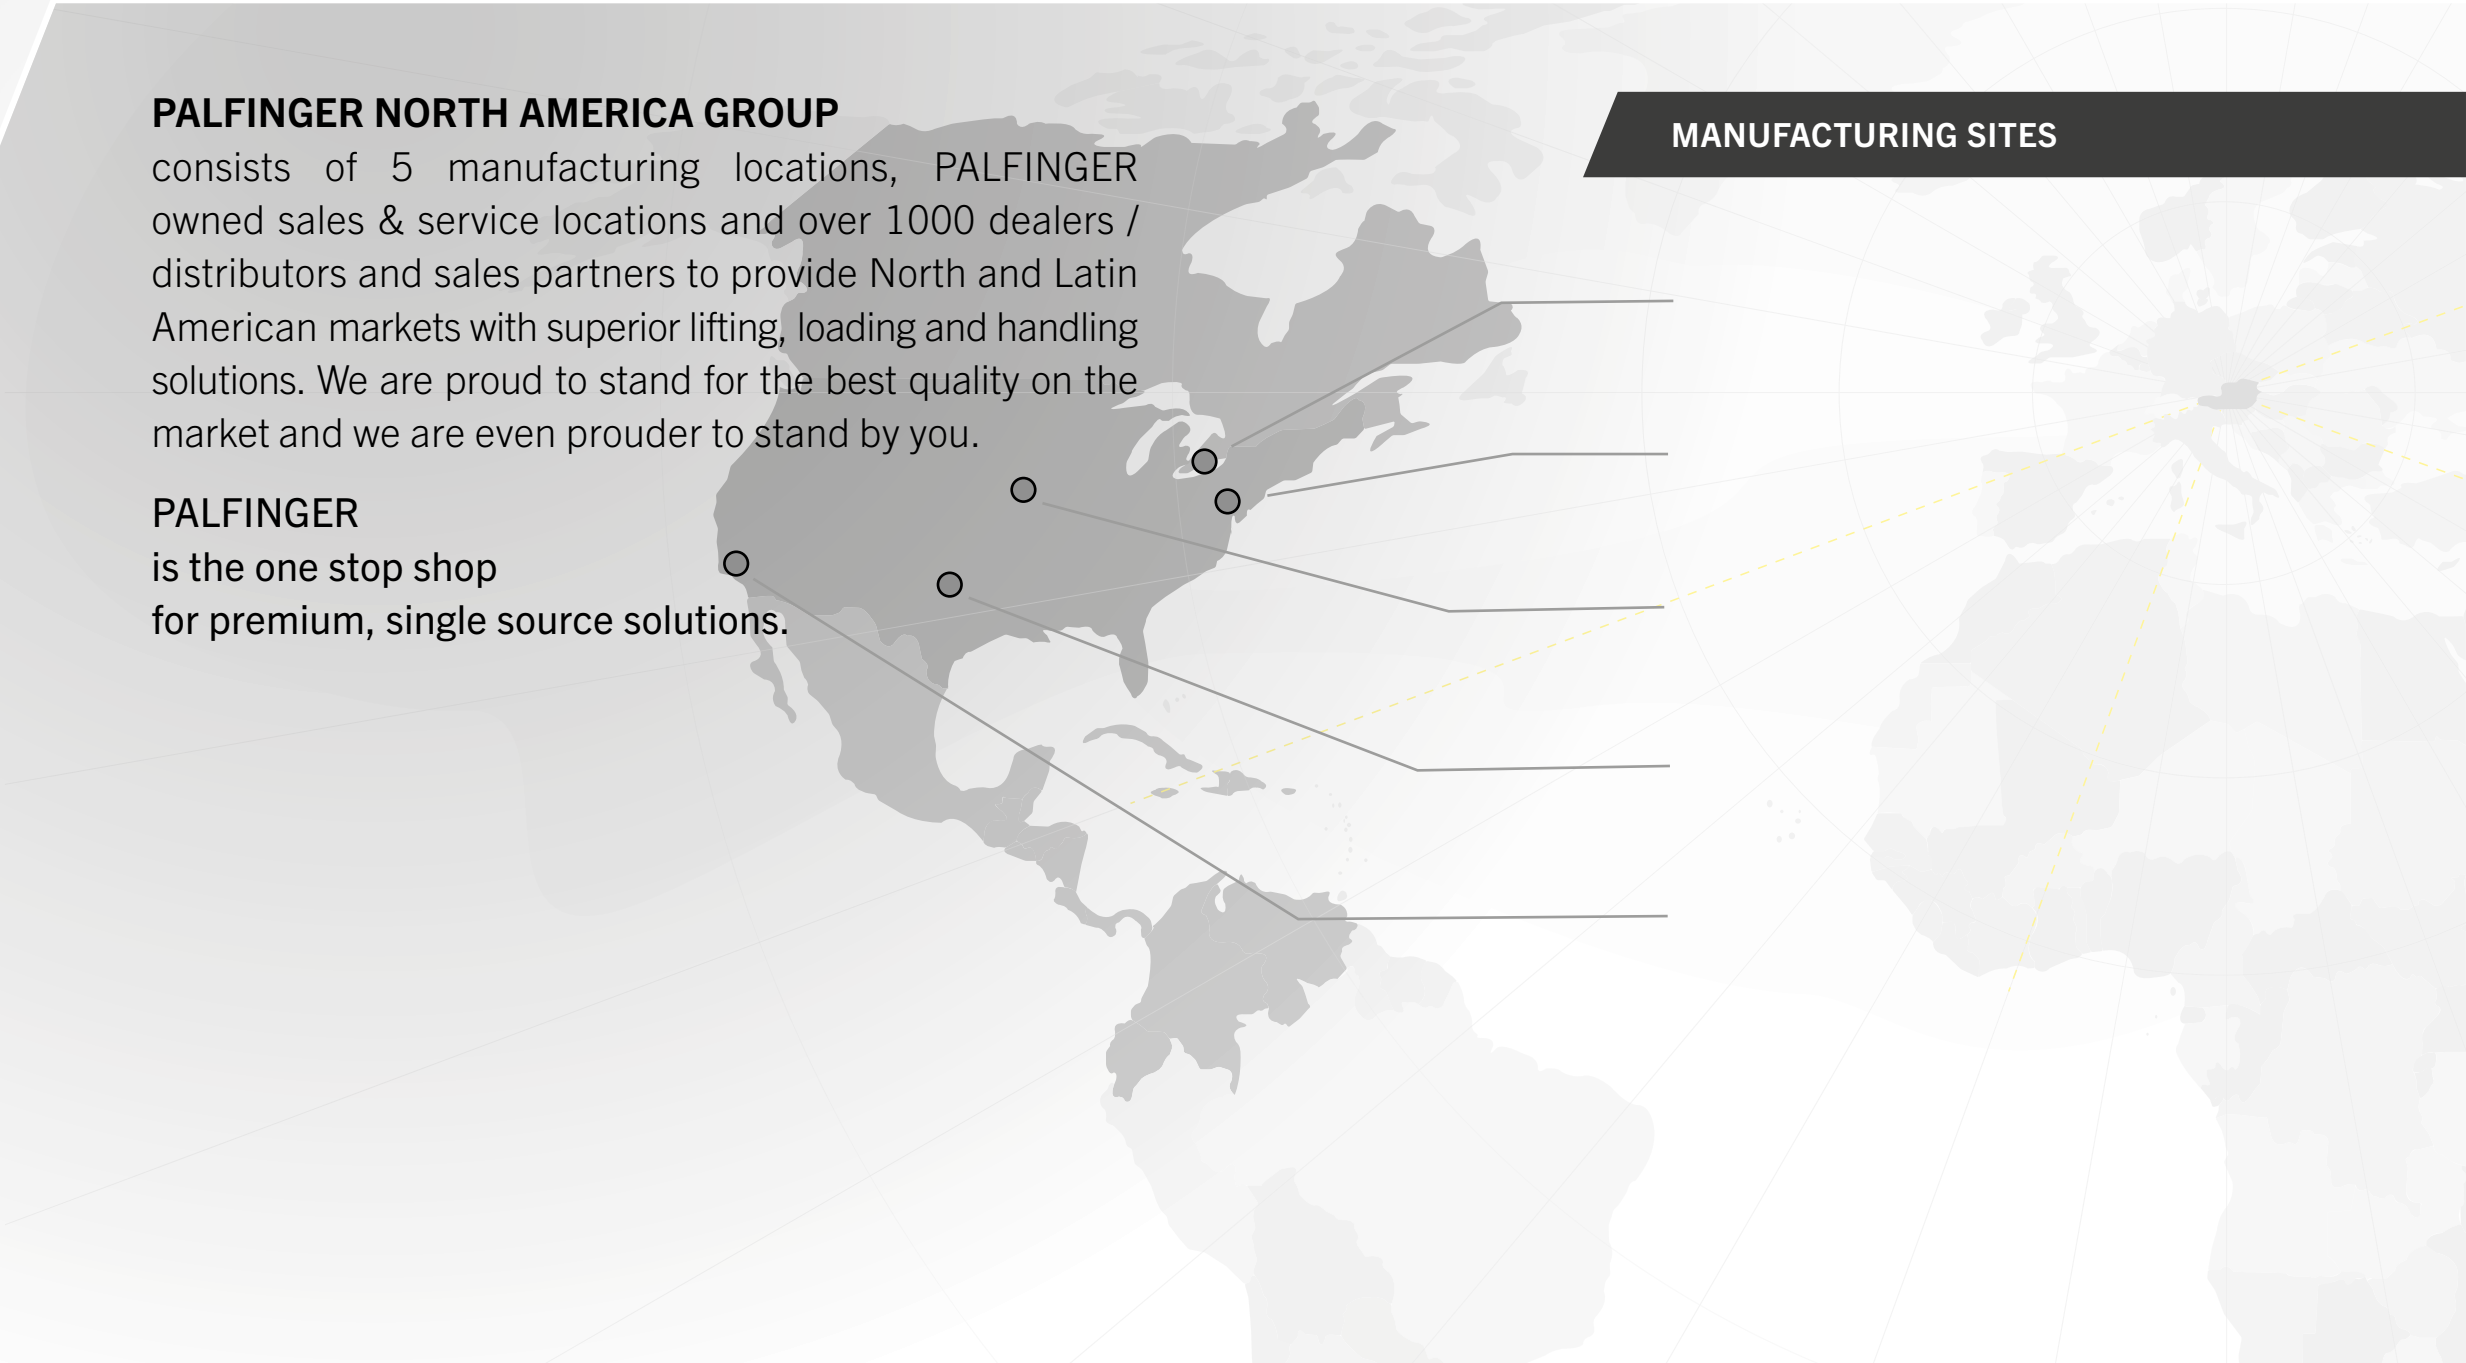 PALFINGER NORTH AMERICA GROUP
consists of 5 manufacturing locations, PALFINGER
owned sales & service locations and over 1000 dealers /
distributors and sales partners to provide North and Latin
American markets with superior lifting, loading and handling
solutions. We are proud to stand for the best quality on the
market and we are even prouder to stand by you.
PALFINGER
is the one stop shop
for premium, single source solutions.
MANUFACTURING SITES